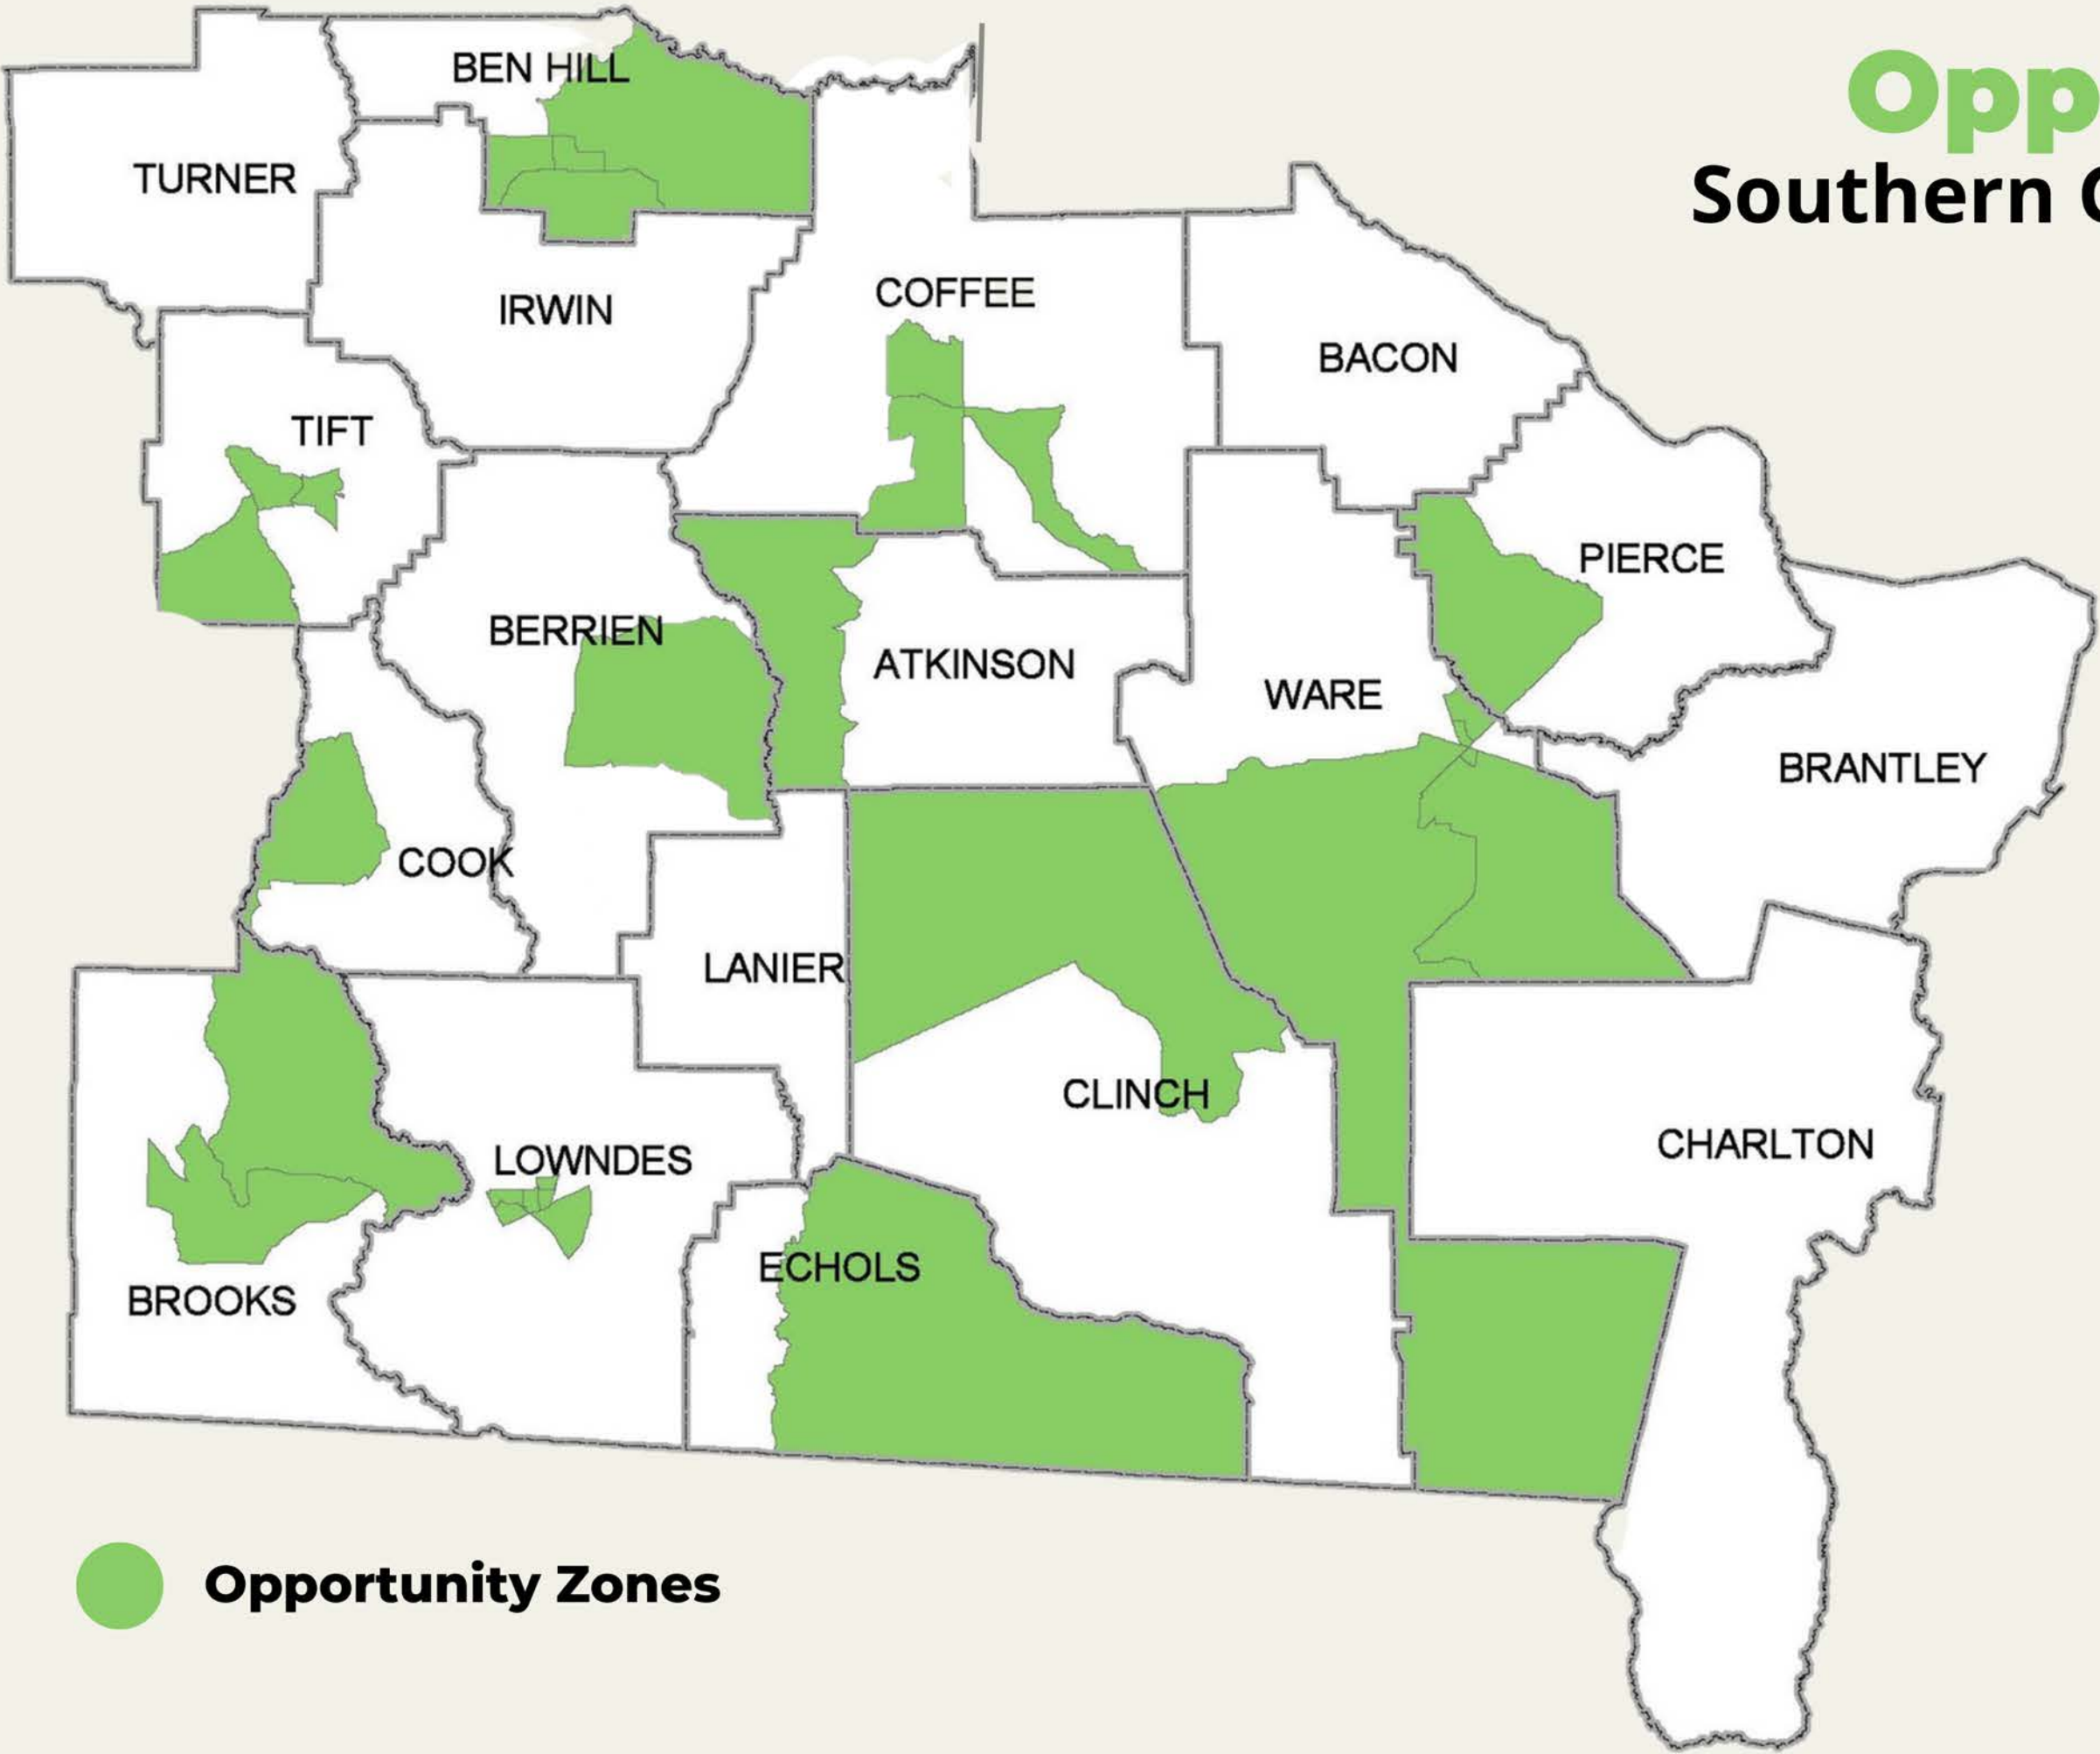 Opp
Southern
BEN HILL
TURNER
COFFEE
IRWIN
BACON
TIFT
PIERCE
BERRIEN
ATKINSON
WARE
BRANTLEY
COOK
LANIER
CLINCH
CHARLTON
LOWNDES
ECHOLS
BROOKS
Opportunity Zones